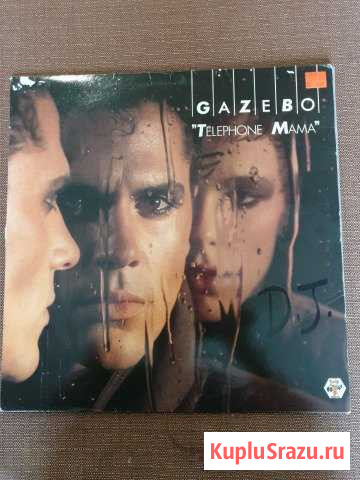 GAZEBO
"TELEPHONE MAMA"
D.J.
KupluSrazu.ru